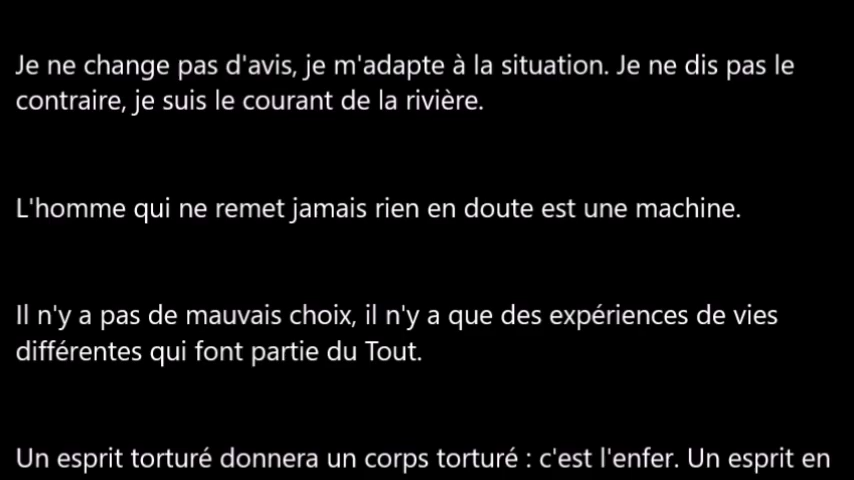 Je ne change pas d'avis, je m'adapte à la situation. Je ne dis pas le
contraire, je suis le courant de la rivière.
L'homme qui ne remet jamais rien en doute est une machine.
Il n'y a pas de mauvais choix, il n'y a que des expériences de vies
différentes qui font partie du Tout.
Un esprit torturé donnera un corps torturé : c'est l'enfer. Un esprit en